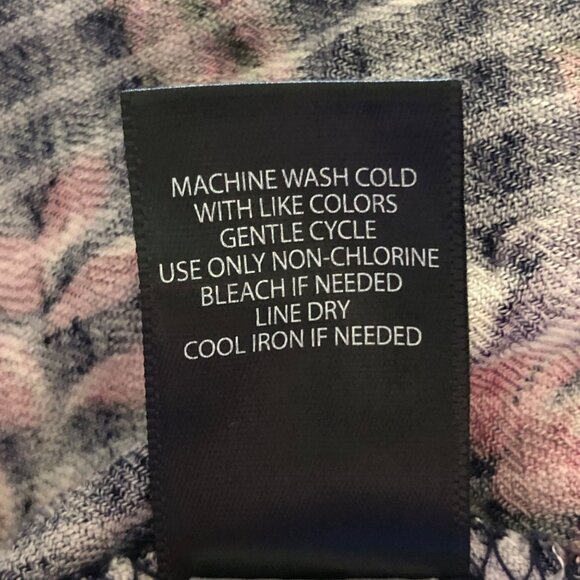 MACHINE WASH COLD
WITH LIKE COLORS
GENTLE CYCLE
USE ONLY NON-CHLORINE
BLEACH IF NEEDED
LINE DRY
COOL IRON IF NEEDED